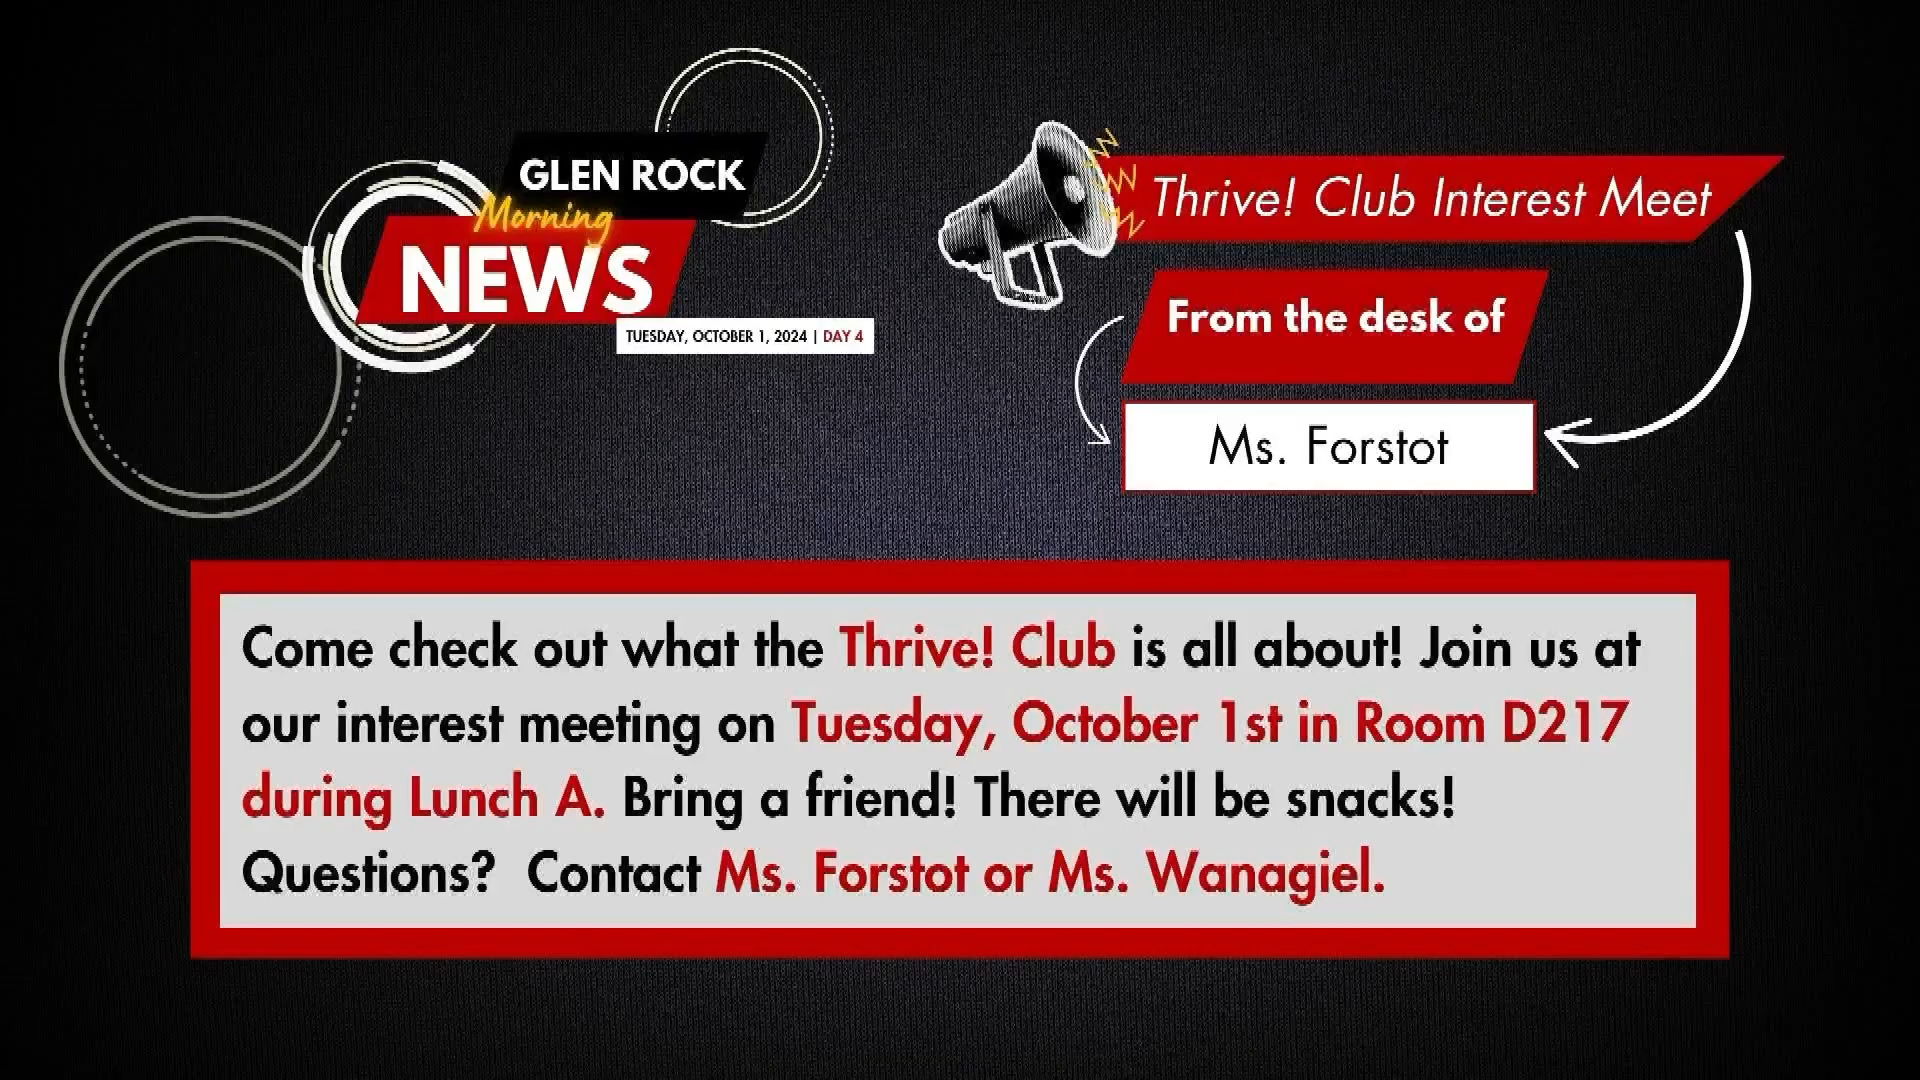 GLEN ROCK
Morning
NEWS
TUESDAY, OCTOBER 1, 2024 | DAY 4
Thrive! Club Interest Meet
From the desk of
Ms. Forstot
Come check out what the Thrive! Club is all about! Join us at
our interest meeting on Tuesday, October 1st in Room D217
during Lunch A. Bring a friend! There will be snacks!
Questions?  Contact Ms. Forstot or Ms. Wanagiel.